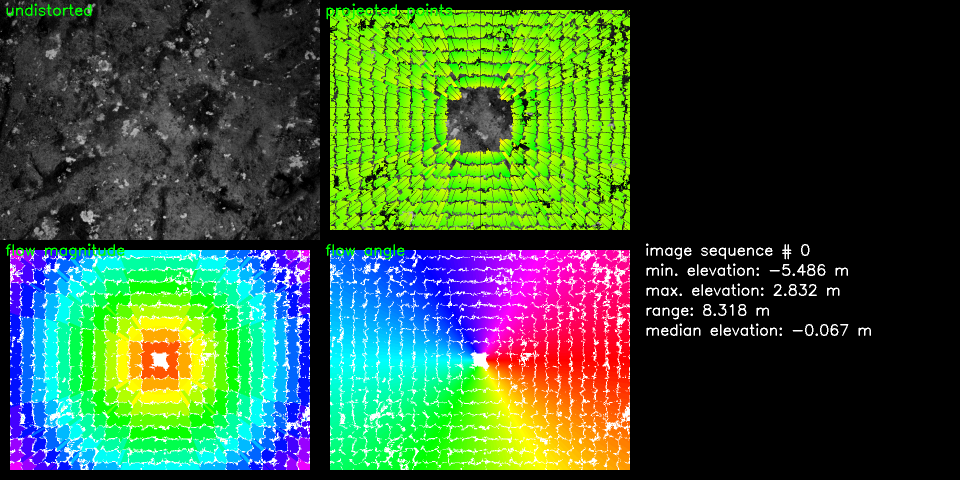 undistorted
projected points
flow magnitude
flow angle
image sequence # 0
min. elevation: −5.486 m
max. elevation: 2.832 m
range: 8.318 m
median elevation: −0.067 m